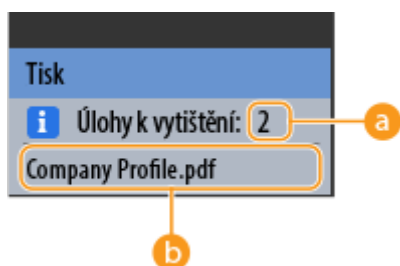 Tisk
i Úlohy k vytištění: 2
a
Company Profile.pdf
b